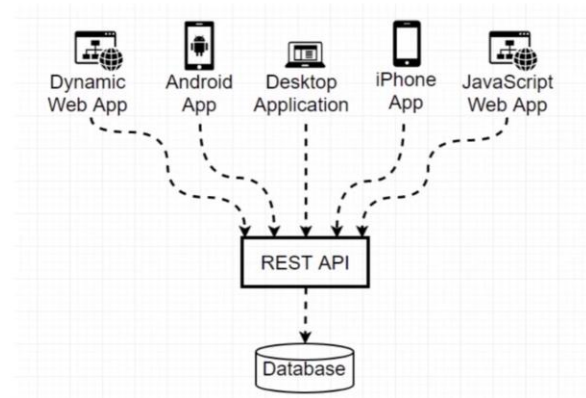 Dynamic
Web App
Android
App
Desktop
Application
iPhone
App
JavaScript
Web App
REST API
Database